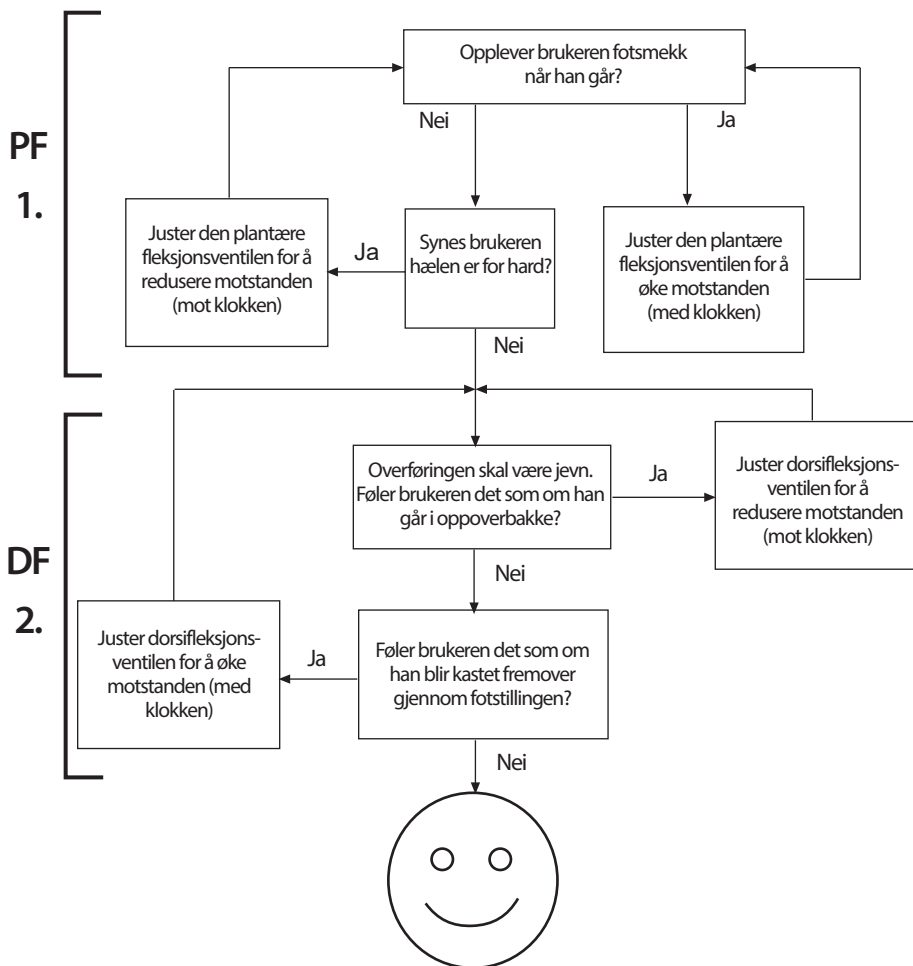 PF
1.
Opplever brukeren fotsmekk
når han går?
Nei
Ja
Juster den plantære
fleksjonsventilen for å
redusere motstanden
(mot klokken)
Ja
Synes brukeren
hælen er for hard?
Juster den plantære
fleksjonsventilen for å
øke motstanden
(med klokken)
Nei
DF
2.
Overføringen skal være jevn.
Føler brukeren det som om han
går i oppoverbakke?
Ja
Juster dorsifleksjons-
ventilen for å
redusere motstanden
(mot klokken)
Nei
Juster dorsifleksjons-
ventilen for å øke
motstanden (med
klokken)
Ja
Føler brukeren det som om
han blir kastet fremover
gjennom fotstillingen?
Nei